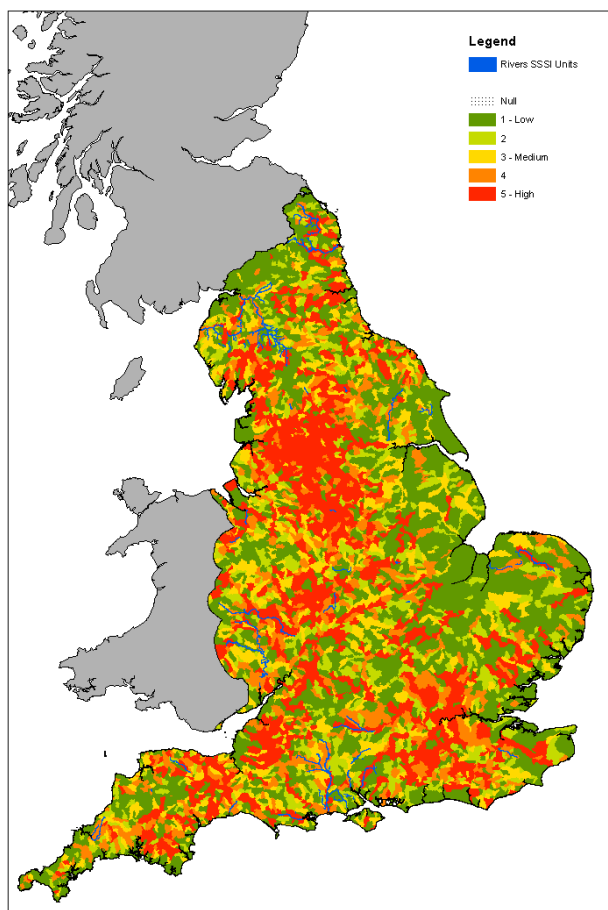 Legend
Rivers SSSI Units
Null
1 - Low
2
3 - Medium
4
5 - High